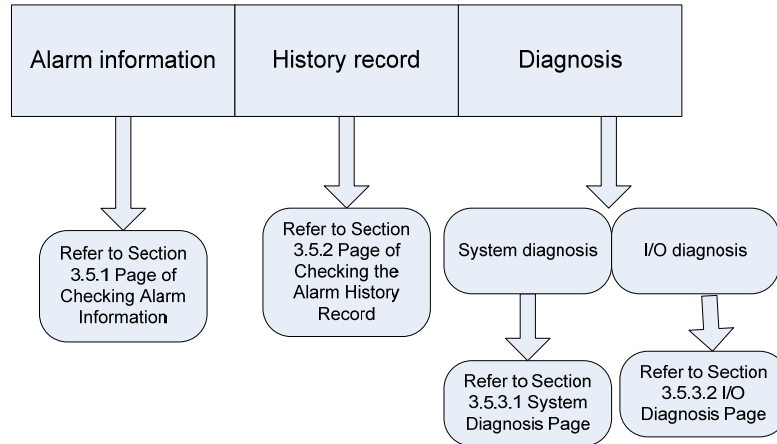 Alarm information
History record
Diagnosis
Refer to Section
3.5.1 Page of
Checking Alarm
Information
Refer to Section
3.5.2 Page of
Checking the
Alarm History
Record
System diagnosis
I/O diagnosis
Refer to Section
3.5.3.1 System
Diagnosis Page
Refer to Section
3.5.3.2 I/O
Diagnosis Page